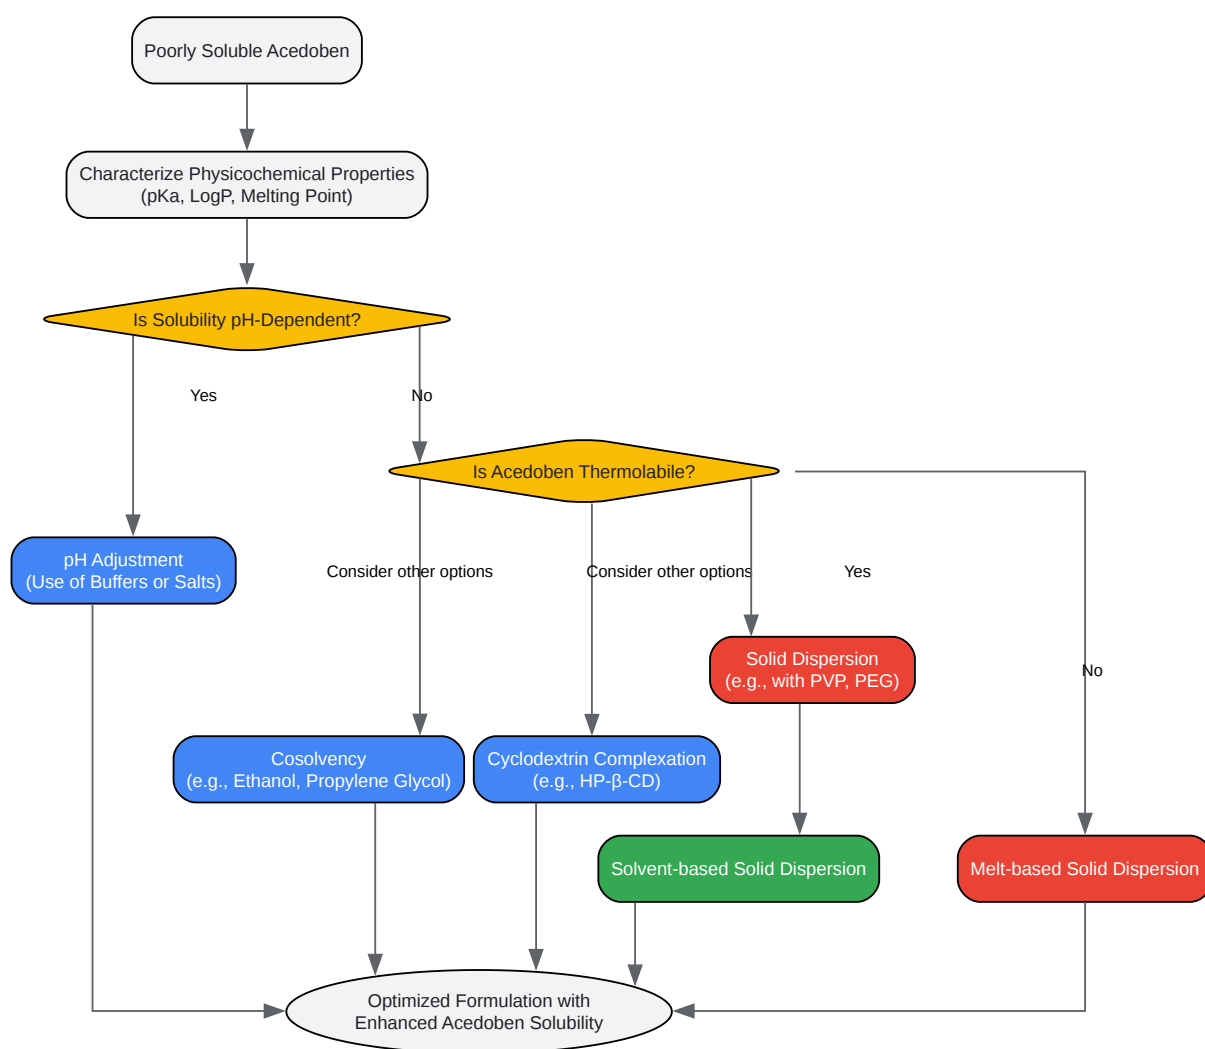 Poorly Soluble Acedoben
Characterize Physicochemical Properties
(pKa, LogP, Melting Point)
Is Solubility pH-Dependent?
Yes
No
Is Acedoben Thermolabile?
pH Adjustment
(Use of Buffers or Salts)
Consider other options
Consider other options
Yes
Solid Dispersion
(e.g., with PVP, PEG)
No
Cosolvency
(e.g., Ethanol, Propylene Glycol)
Cyclodextrin Complexation
(e.g., HP-β-CD)
Solvent-based Solid Dispersion
Melt-based Solid Dispersion
Optimized Formulation with
Enhanced Acedoben Solubility